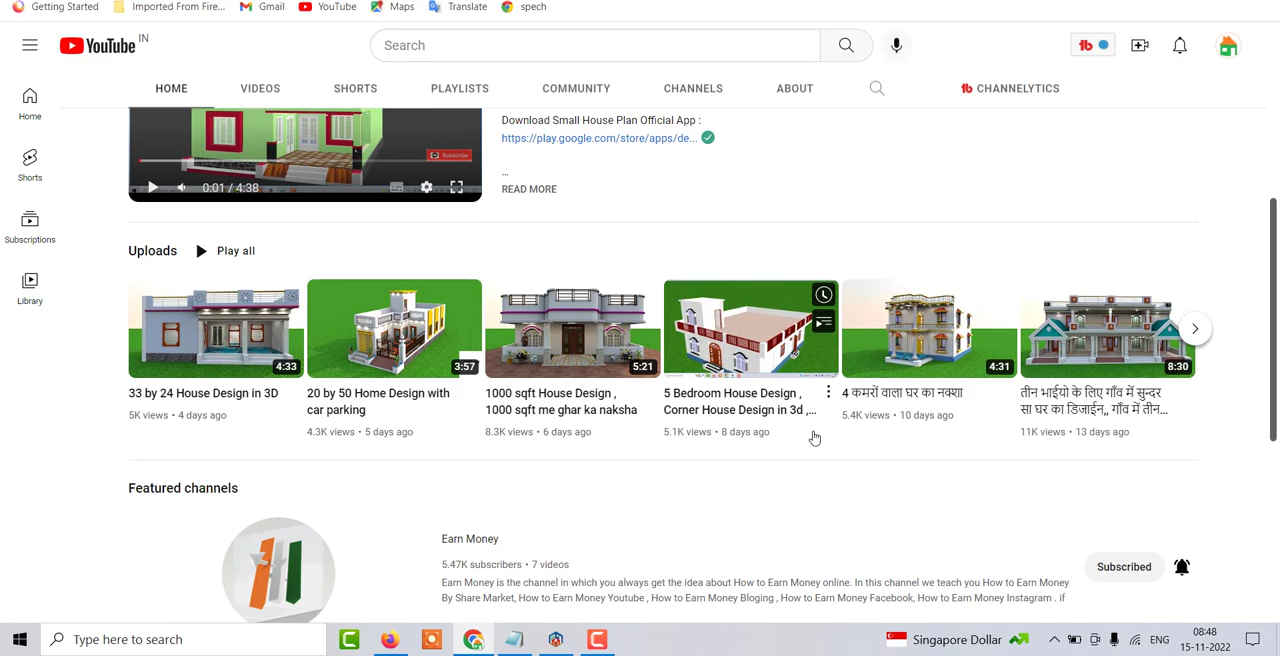 Getting Started
Imported From Fire...
Gmail
YouTube
Maps
Translate
spech
YouTube IN
Search
tb
HOME
VIDEOS
SHORTS
PLAYLISTS
COMMUNITY
CHANNELS
ABOUT
tb CHANNELYTICS
Home
Shorts
Subscriptions
Library
Subscribe
0:01 / 4:38
Download Small House Plan Official App :
https://play.google.com/store/apps/de...
...
READ MORE
Uploads
Play all
4:33
33 by 24 House Design in 3D
5K views • 4 days ago
3:57
20 by 50 Home Design with
car parking
4.3K views • 5 days ago
5:21
1000 sqft House Design ,
1000 sqft me ghar ka naksha
8.3K views • 6 days ago
5 Bedroom House Design ,
Corner House Design in 3d ,...
5.1K views • 8 days ago
4:31
4 कमरों वाला घर का नक्शा
5.4K views • 10 days ago
8:30
तीन भाईयो के लिए गाँव में सुन्दर
सा घर का डिजाईन,, गाँव में तीन...
11K views • 13 days ago
Featured channels
Earn Money
5.47K subscribers • 7 videos
Earn Money is the channel in which you always get the idea about How to Earn Money online. In this channel we teach you How to Earn Money
By Share Market, How to Earn Money Youtube , How to Earn Money Bloging , How to Earn Money Facebook, How to Earn Money Instagram . if
Subscribed
Type here to search
Singapore Dollar
ENG
08:48
15-11-2022